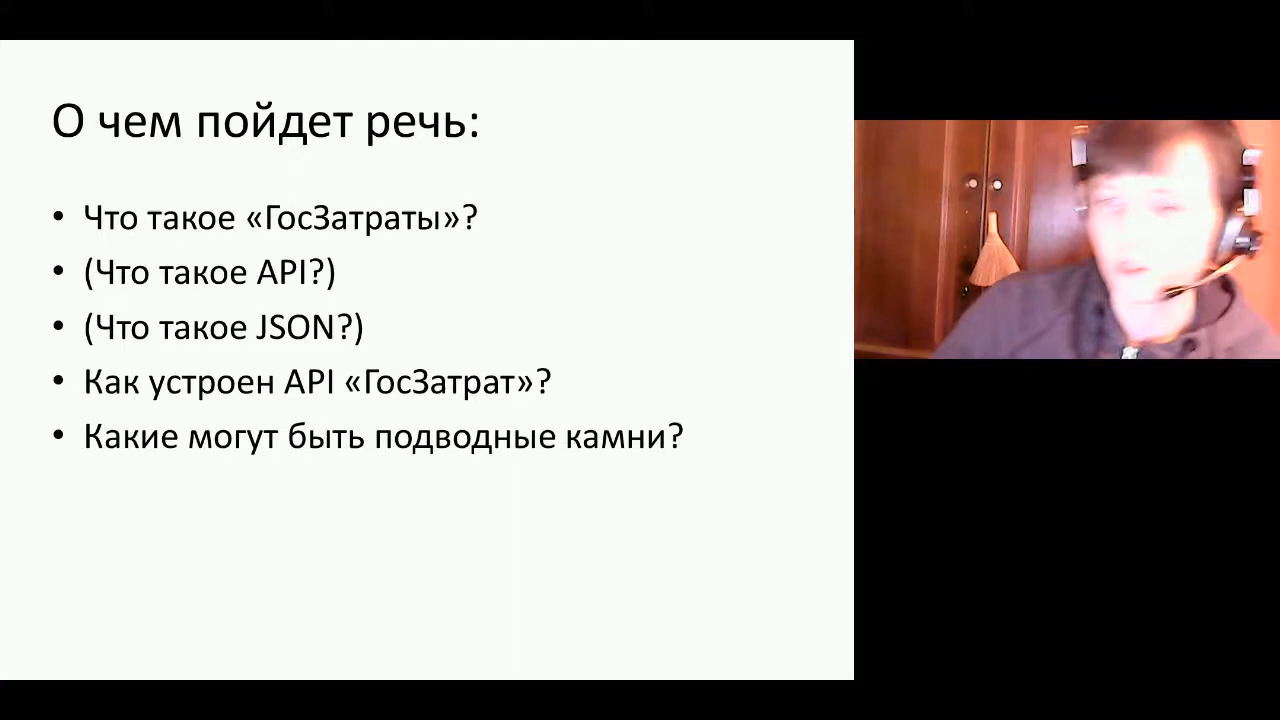 О чем пойдет речь:
• Что такое «ГосЗатраты»?
• (Что такое API?)
• (Что такое JSON?)
• Как устроен API «ГосЗатрат»?
• Какие могут быть подводные камни?